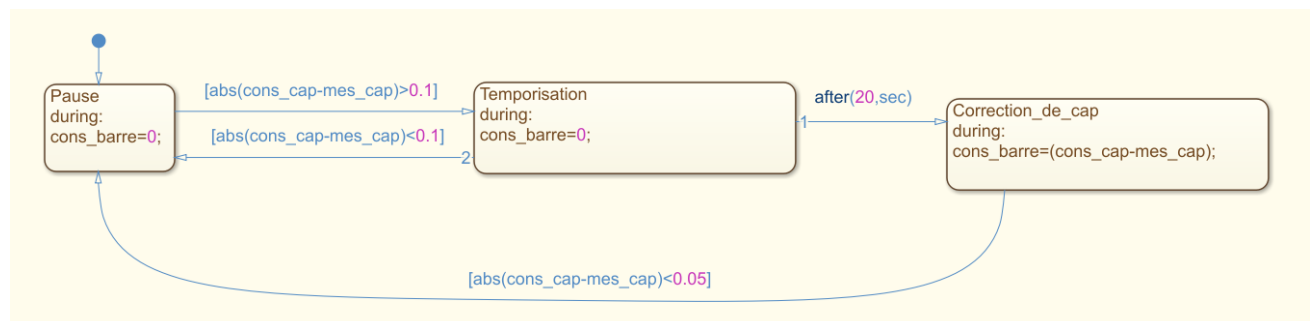 Pause
during:
cons_barre=0;
[abs(cons_cap-mes_cap)>0.1]
[abs(cons_cap-mes_cap)<0.1]
2
Temporisation
during:
cons_barre=0;
1
after(20,sec)
Correction_de_cap
during:
cons_barre=(cons_cap-mes_cap);
[abs(cons_cap-mes_cap)<0.05]